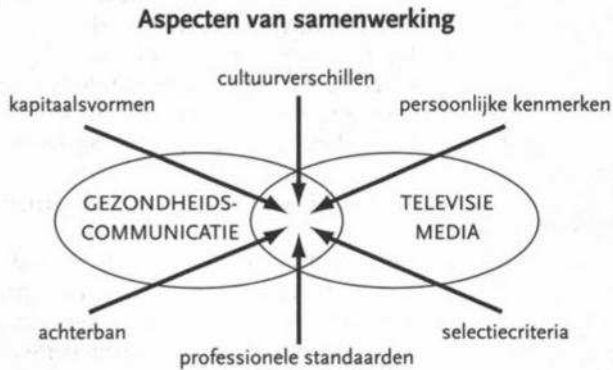 Aspecten van samenwerking
cultuurverschillen
kapitaalsvormen
persoonlijke kenmerken
GEZONDHEIDS-
COMMUNICATIE
TELEVISIE
MEDIA
achterban
selectiecriteria
professionele standaarden